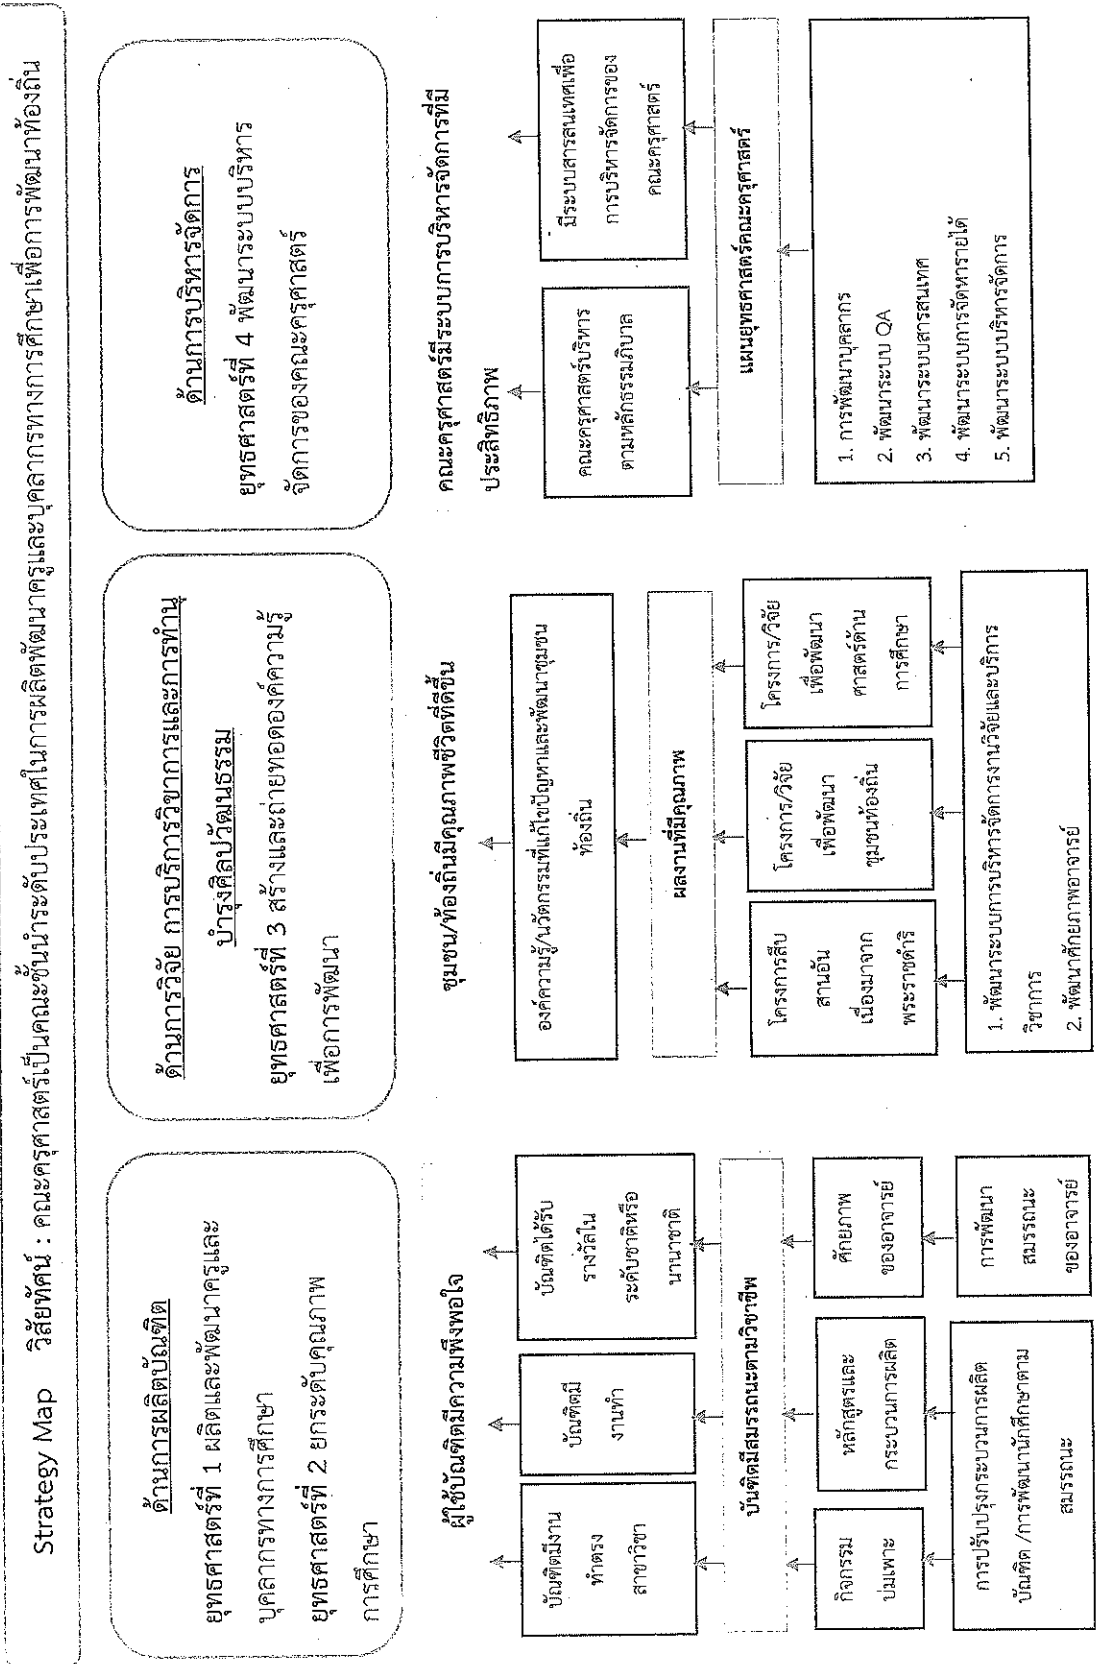 Strategy Map วิสัยทัศน์ : คณะครุศาสตร์เป็นคณะชั้นนำระดับประเทศในการผลิตพัฒนาครูและบุคลากรทางการศึกษาเพื่อการพัฒนาท้องถิ่น
ด้านการผลิตบัณฑิต
ยุทธศาสตร์ที่ 1 ผลิตและพัฒนาครูและ
บุคลากรทางการศึกษา
ยุทธศาสตร์ที่ 2 ยกระดับคุณภาพ
การศึกษา
ผู้ใช้บัณฑิตมีความพึงพอใจ
บัณฑิตมีงาน
ทำตรง
สาขาวิชา
บัณฑิตมี
งานทำ
บัณฑิตได้รับ
รางวัลใน
ระดับชาติหรือ
นานาชาติ
บันฑิตมีสมรรถนะตามวิชาชีพ
กิจกรรม
บ่มเพาะ
หลักสูตรและ
กระบวนการผลิต
ศักยภาพ
ของอาจารย์
การปรับปรุงกระบวนการผลิต
บัณฑิต /การพัฒนานักศึกษาตาม
สมรรถนะ
การพัฒนา
สมรรถนะ
ของอาจารย์
ด้านการวิจัย การบริการวิชาการและการทำนุ
บำรุงศิลปวัฒนธรรม
ยุทธศาสตร์ที่ 3 สร้างและถ่ายทอดองค์ความรู้
เพื่อการพัฒนา
ชุมชน/ท้องถิ่นมีคุณภาพชีวิตที่ดีขึ้น
องค์ความรู้/นวัตกรรมที่แก้ไขปัญหาและพัฒนาชุมชน
ท้องถิ่น
ผลงานที่มีคุณภาพ
โครงการสืบ
สานอัน
เนื่องมาจาก
พระราชดำริ
โครงการ/วิจัย
เพื่อพัฒนา
ชุมชนท้องถิ่น
โครงการ/วิจัย
เพื่อพัฒนา
ศาสตร์ด้าน
การศึกษา
1. พัฒนาระบบการบริหารจัดการงานวิจัยและบริการ
วิชาการ
2. พัฒนาศักยภาพอาจารย์
ด้านการบริหารจัดการ
ยุทธศาสตร์ที่ 4 พัฒนาระบบบริหาร
จัดการของคณะครุศาสตร์
คณะครุศาสตร์มีระบบการบริหารจัดการที่มี
ประสิทธิภาพ
คณะครุศาสตร์บริหาร
ตามหลักธรรมภิบาล
มีระบบสารสนเทศเพื่อ
การบริหารจัดการของ
คณะครุศาสตร์
แผนยุทธศาสตร์คณะครุศาสตร์
1. การพัฒนาบุคลากร
2. พัฒนาระบบ QA
3. พัฒนาระบบสารสนเทศ
4. พัฒนาระบบการจัดหารายได้
5. พัฒนาระบบบริหารจัดการ